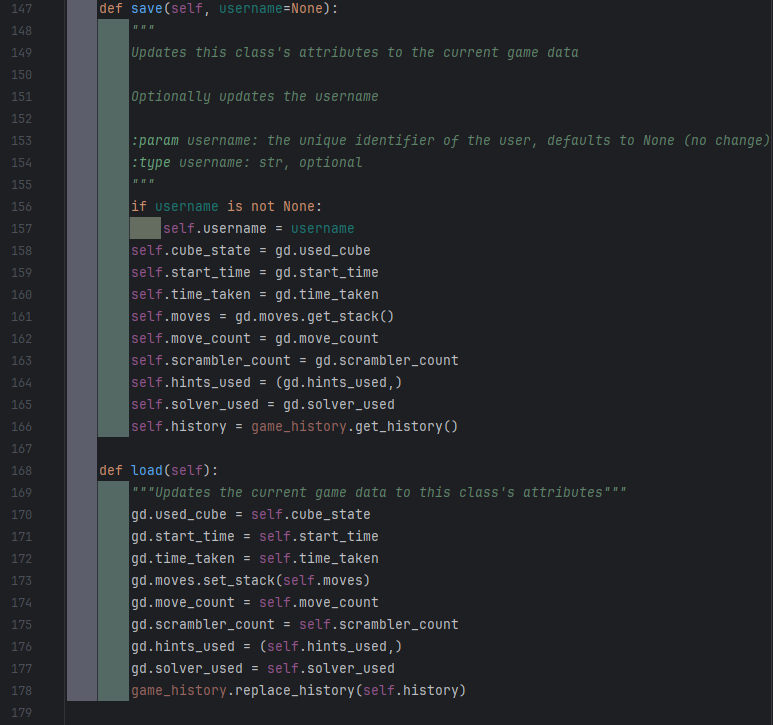 147 def save(self, username=None):
148 """
149 Updates this class's attributes to the current game data
150
151 Optionally updates the username
152
153 :param username: the unique identifier of the user, defaults to None (no change)
154 :type username: str, optional
155 """
156 if username is not None:
157 self.username = username
158 self.cube_state = gd.used_cube
159 self.start_time = gd.start_time
160 self.time_taken = gd.time_taken
161 self.moves = gd.moves.get_stack()
162 self.move_count = gd.move_count
163 self.scrambler_count = gd.scrambler_count
164 self.hints_used = (gd.hints_used,)
165 self.solver_used = gd.solver_used
166 self.history = game_history.get_history()
167
168 def load(self):
169 """Updates the current game data to this class's attributes"""
170 gd.used_cube = self.cube_state
171 gd.start_time = self.start_time
172 gd.time_taken = self.time_taken
173 gd.moves.set_stack(self.moves)
174 gd.move_count = self.move_count
175 gd.scrambler_count = self.scrambler_count
176 gd.hints_used = (self.hints_used,)
177 gd.solver_used = self.solver_used
178 game_history.replace_history(self.history)
179